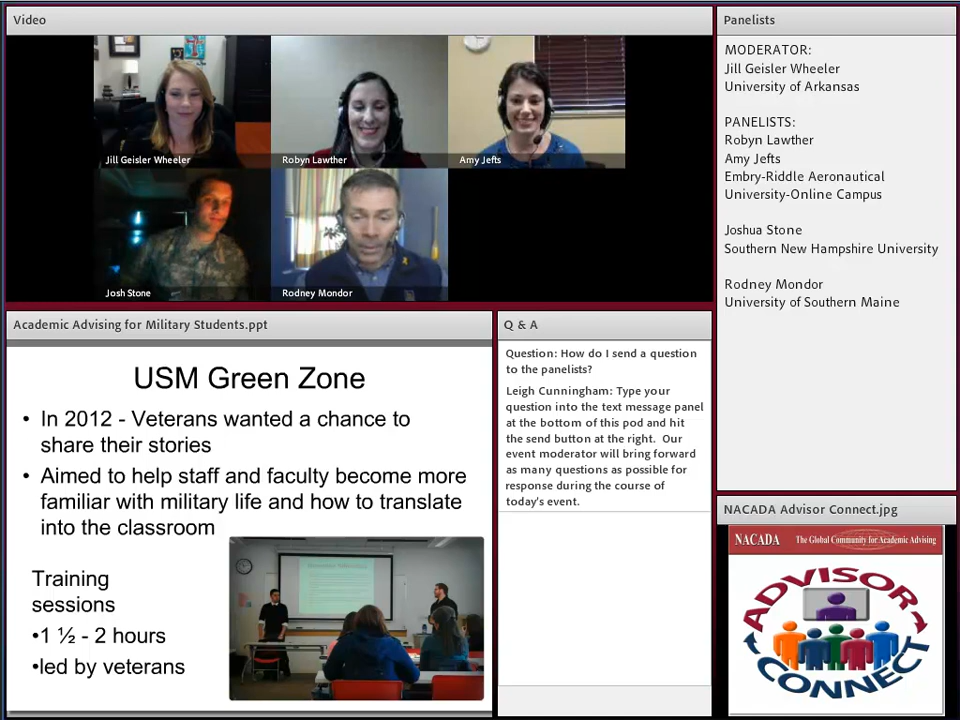 Video
Jill Geisler Wheeler
Robyn Lawther
Amy Jefts
Josh Stone
Rodney Mondor
Panelists
MODERATOR:
Jill Geisler Wheeler
University of Arkansas
PANELISTS:
Robyn Lawther
Amy Jefts
Embry-Riddle Aeronautical
University-Online Campus
Joshua Stone
Southern New Hampshire University
Rodney Mondor
University of Southern Maine
Academic Advising for Military Students.ppt
USM Green Zone
• In 2012 - Veterans wanted a chance to
share their stories
• Aimed to help staff and faculty become more
familiar with military life and how to translate
into the classroom
Training
sessions
•1 ½ - 2 hours
•led by veterans
Q & A
Question: How do I send a question
to the panelists?
Leigh Cunningham: Type your
question into the text message panel
at the bottom of this pod and hit
the send button at the right. Our
event moderator will bring forward
as many questions as possible for
response during the course of
today's event.
NACADA Advisor Connect.jpg
NACADA The Global Community for Academic Advising
ADVISOR
CONNECT